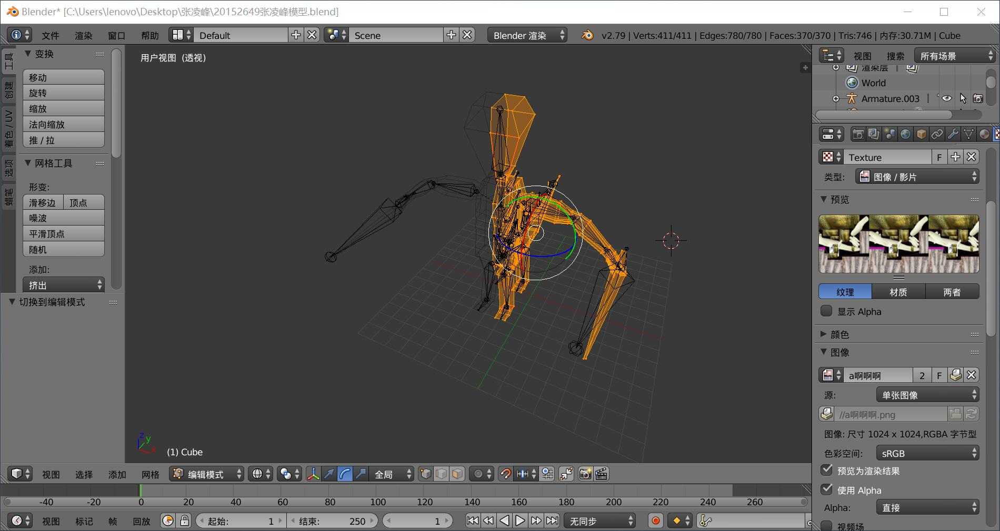 Blender* [C:\Users\lenovo\Desktop\张凌峰\20152649张凌峰模型.blend]
文件 渲染 窗口 帮助 Default Scene Blender 渲染 v2.79 | Verts:411/411 | Edges:780/780 | Faces:370/370 | Tris:746 | 内存:30.71M | Cube
工具
创建
着色 / UV
选项
蜡笔
变换
移动
旋转
缩放
法向缩放
推 / 拉
网格工具
形变:
滑移边 顶点
噪波
平滑顶点
随机
添加:
挤出
切换到编辑模式
用户视图 (透视)
z y x
(1) Cube
视图 选择 添加 网格 编辑模式 全局
-40 -20 0 20 40 60 80 100 120 140 160 180 200 220 240 260
视图 标记 帧 回放 起始: 1 结束: 250 1 无同步
视图 搜索 所有场景
渲染层
World
Armature.003
Texture F
类型: 图像 / 影片
预览
纹理 材质 两者
显示 Alpha
颜色
图像
a啊啊啊 2 F
源: 单张图像
//a啊啊啊.png
图像: 尺寸 1024 x 1024,RGBA 字节型
色彩空间: sRGB
预览为渲染结果
使用 Alpha
Alpha: 直接
视频场